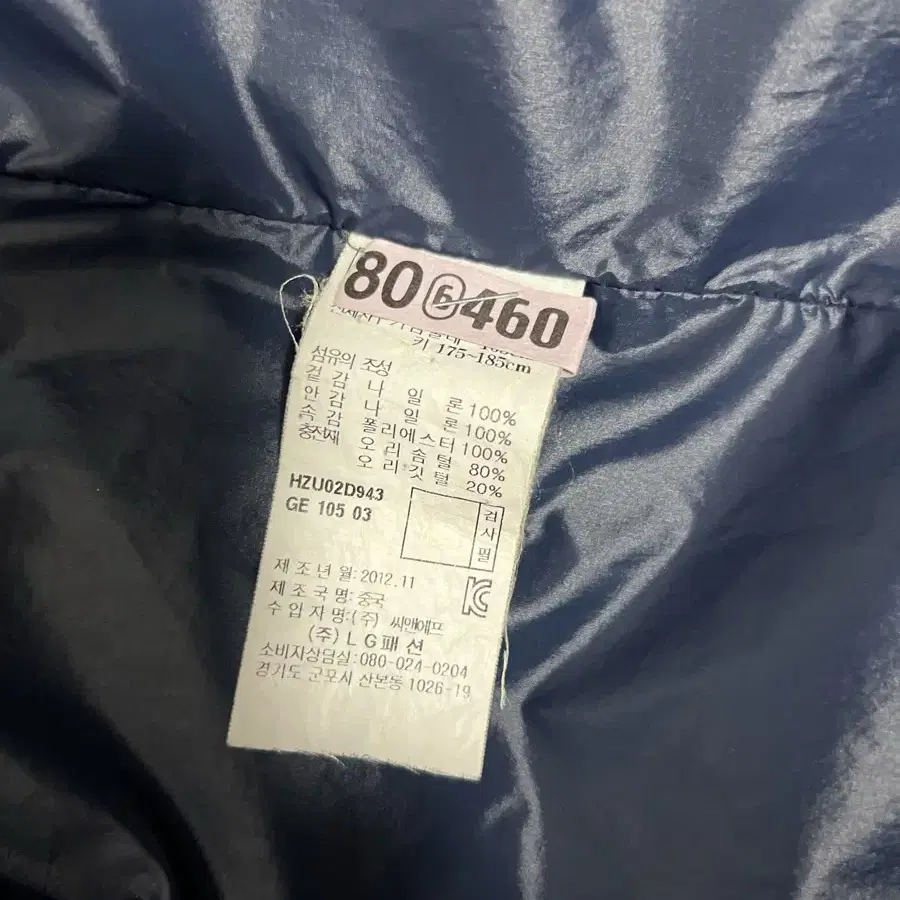 80⑥460
키 175~185cm
섬유의 조성
겉 감 나 일 론 100%
안 감 나 일 론 100%
속 감 폴리에스터 100%
충전재 오 리 솜 털 80%
오 리 깃 털 20%
HZU02D943
GE 105 03
검사필
제 조 년 월: 2012.11
제 조 국 명: 중국
수 입 자 명: (주) 씨앤에프
(주) L G 패 션
소비자상담실: 080-024-0204
경기도 군포시 산본동 1026-19